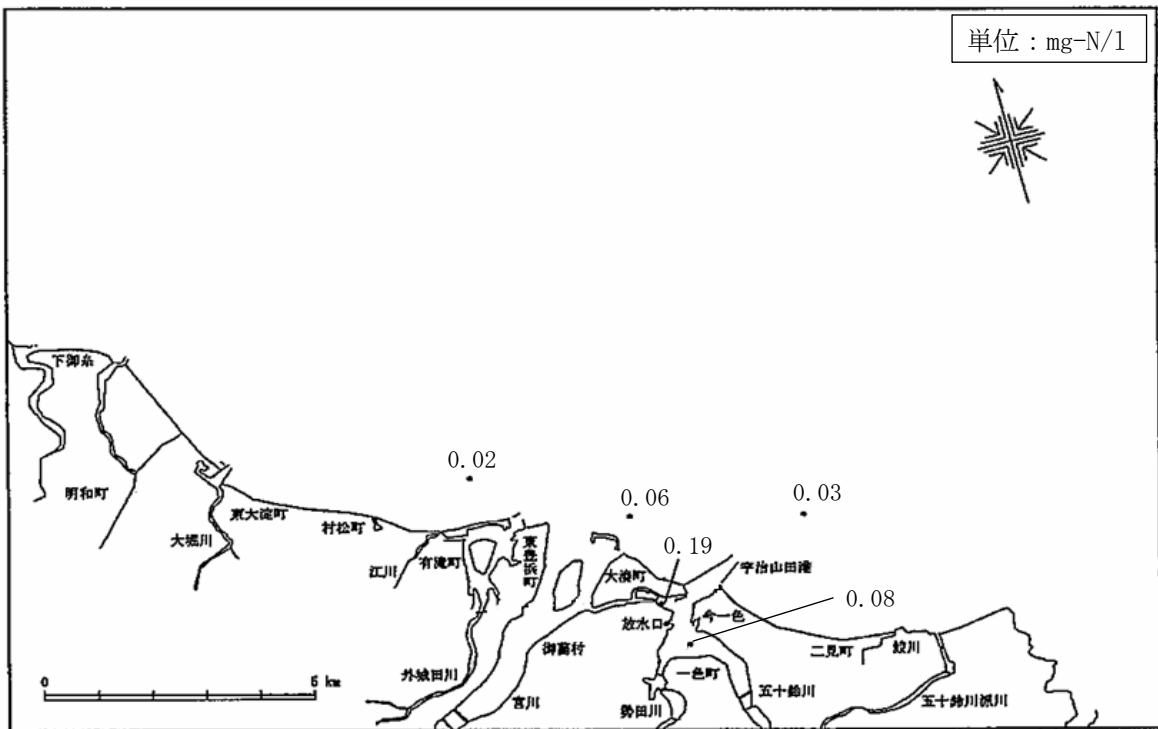 単位：mg-N/l
下御糸
0.02
明和町
0.06
0.03
東大淀町
村松町
大堀川
0.19
江川
有滝町
東豊浜町
大湊町
宇治山田港
0.08
放水口
今一色
御薗村
二見町
鮫川
外城田川
一色町
0
5 km
宮川
勢田川
五十鈴川
五十鈴川派川